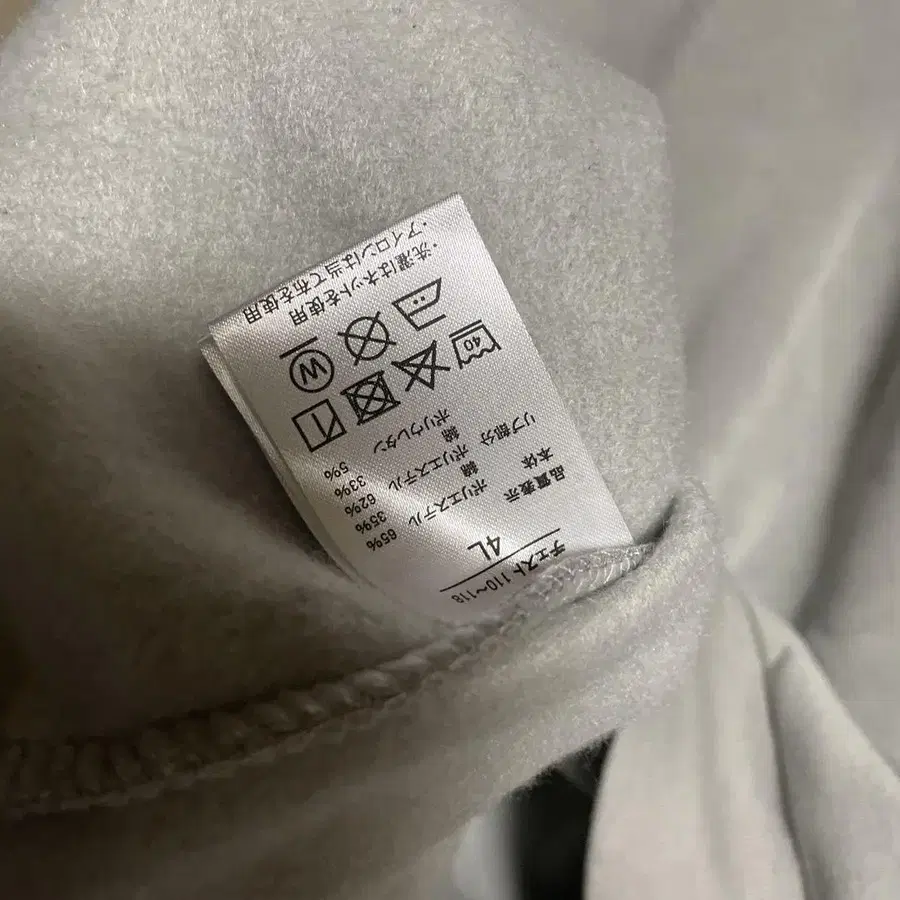 チェスト 110～118
4L
品質表示
本体 ポリエステル 65%
綿 35%
リブ部分 ポリエステル 62%
綿 33%
ポリウレタン 5%
40
W
・洗濯はネットを使用
・アイロンは当て布を使用